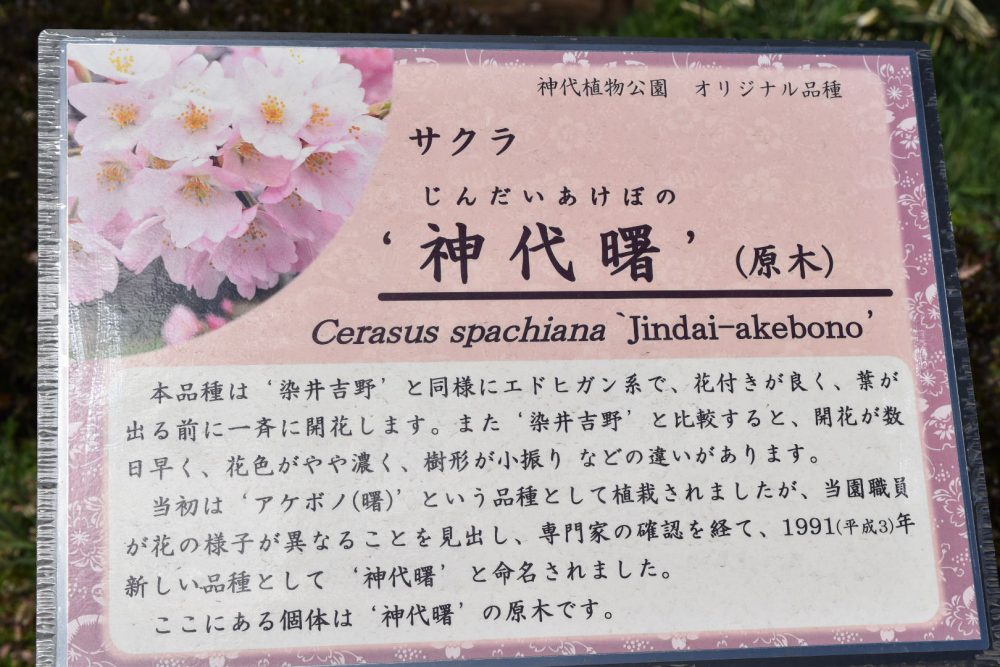 神代植物公園　オリジナル品種
サクラ
じんだいあけぼの
‘神代曙’（原木）
Cerasus spachiana `Jindai-akebono’
　本品種は‘染井吉野’と同様にエドヒガン系で、花付きが良く、葉が
出る前に一斉に開花します。また‘染井吉野’と比較すると、開花が数
日早く、花色がやや濃く、樹形が小振り などの違いがあります。
　当初は‘アケボノ(曙)’という品種として植栽されましたが、当園職員
が花の様子が異なることを見出し、専門家の確認を経て、1991(平成3)年
新しい品種として　‘神代曙’と命名されました。
　ここにある個体は‘神代曙’の原木です。